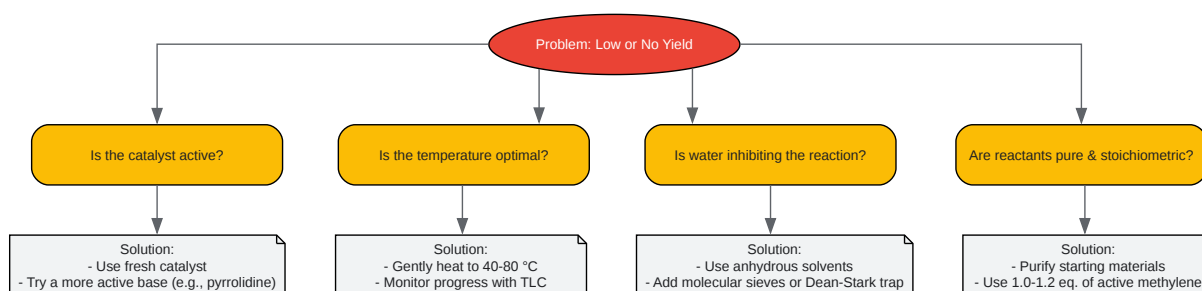 Problem: Low or No Yield
Is the catalyst active?
Is the temperature optimal?
Is water inhibiting the reaction?
Are reactants pure & stoichiometric?
Solution:
- Use fresh catalyst
- Try a more active base (e.g., pyrrolidine)
Solution:
- Gently heat to 40-80 °C
- Monitor progress with TLC
Solution:
- Use anhydrous solvents
- Add molecular sieves or Dean-Stark trap
Solution:
- Purify starting materials
- Use 1.0-1.2 eq. of active methylene